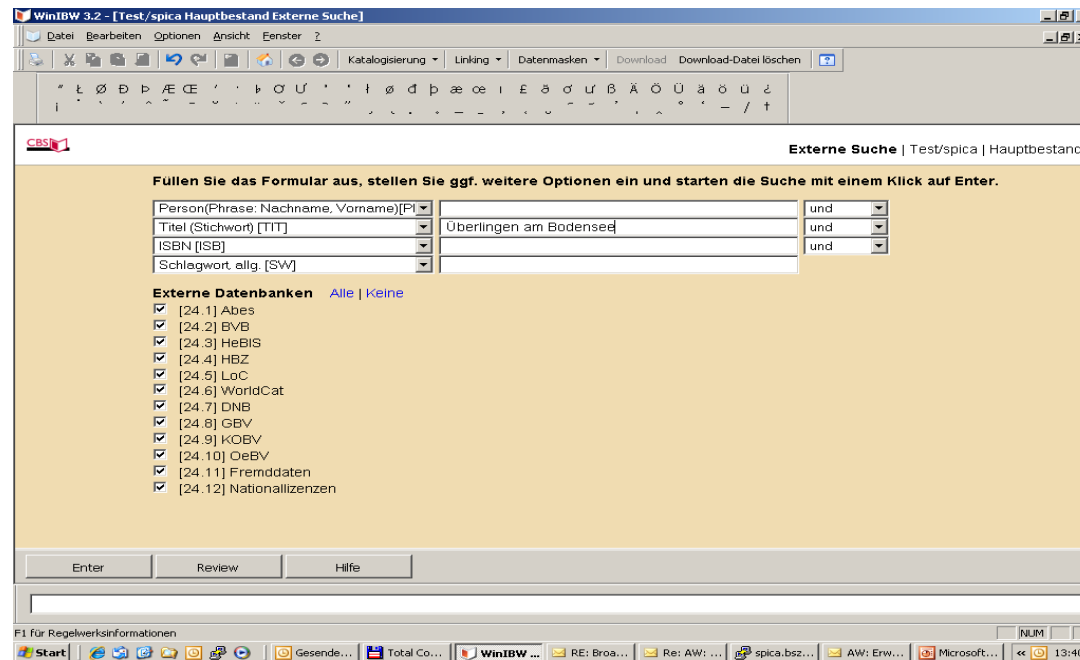 WinIBW 3.2 - [Test/spica Hauptbestand Externe Suche]
Datei Bearbeiten Optionen Ansicht Fenster ?
Katalogisierung Linking Datenmasken Download Download-Datei löschen
Ł Ø Đ Þ Æ Œ Ơ Ư ł ø đ þ æ œ ı £ ð ơ ư ß Ä Ö Ü ä ö ü ¿
¡ / †
CBS
Externe Suche | Test/spica | Hauptbestand
Füllen Sie das Formular aus, stellen Sie ggf. weitere Optionen ein und starten die Suche mit einem Klick auf Enter.
Person(Phrase: Nachname, Vorname)[P und
Titel (Stichwort) [TIT] Überlingen am Bodensee und
ISBN [ISB] und
Schlagwort, allg. [SW]
Externe Datenbanken Alle | Keine
[24.1] Abes
[24.2] BVB
[24.3] HeBIS
[24.4] HBZ
[24.5] LoC
[24.6] WorldCat
[24.7] DNB
[24.8] GBV
[24.9] KOBV
[24.10] OeBV
[24.11] Fremddaten
[24.12] Nationallizenzen
Enter Review Hilfe
F1 für Regelwerksinformationen NUM
Start Gesende... Total Co... WinIBW ... RE: Broa... Re: AW: ... spica.bsz... AW: Erw... Microsoft... « 13:4